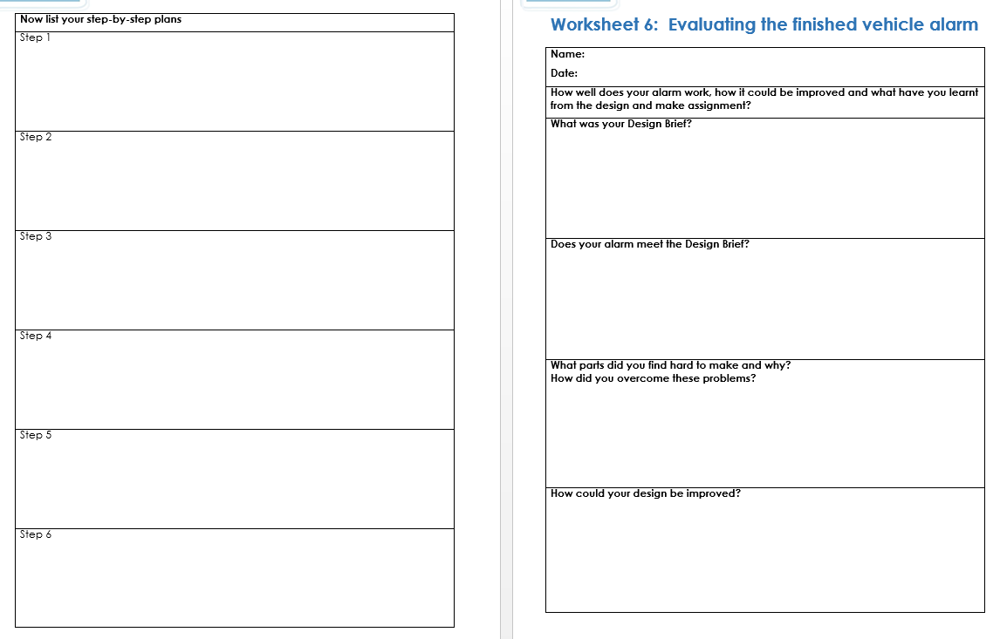 Now list your step-by-step plans
Step 1
Step 2
Step 3
Step 4
Step 5
Step 6
Worksheet 6:  Evaluating the finished vehicle alarm
Name:
Date:
How well does your alarm work, how it could be improved and what have you learnt
from the design and make assignment?
What was your Design Brief?
Does your alarm meet the Design Brief?
What parts did you find hard to make and why?
How did you overcome these problems?
How could your design be improved?